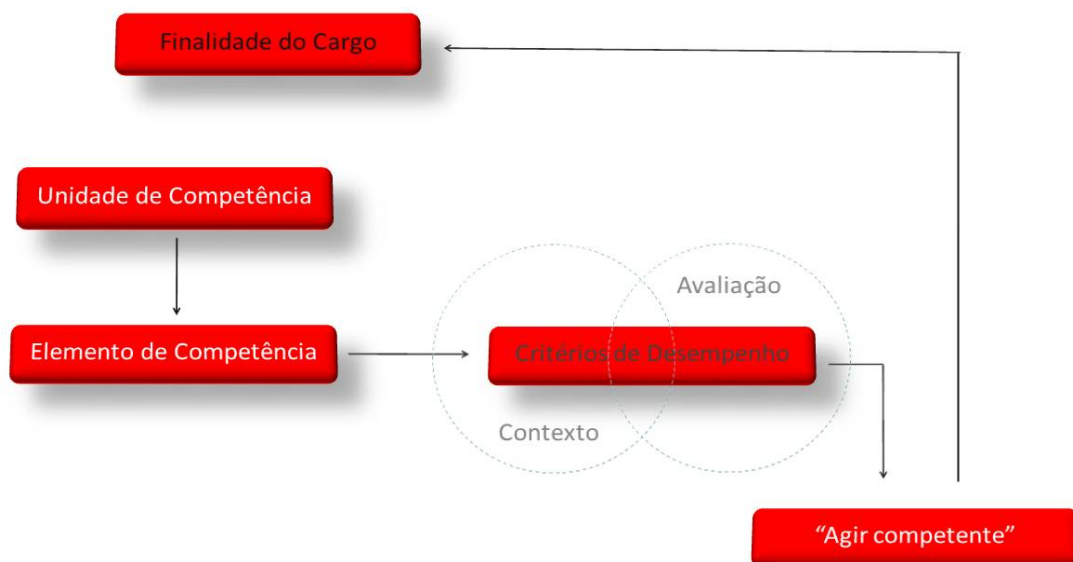 Finalidade do Cargo
Unidade de Competência
Avaliação
Elemento de Competência
Critérios de Desempenho
Contexto
“Agir competente”